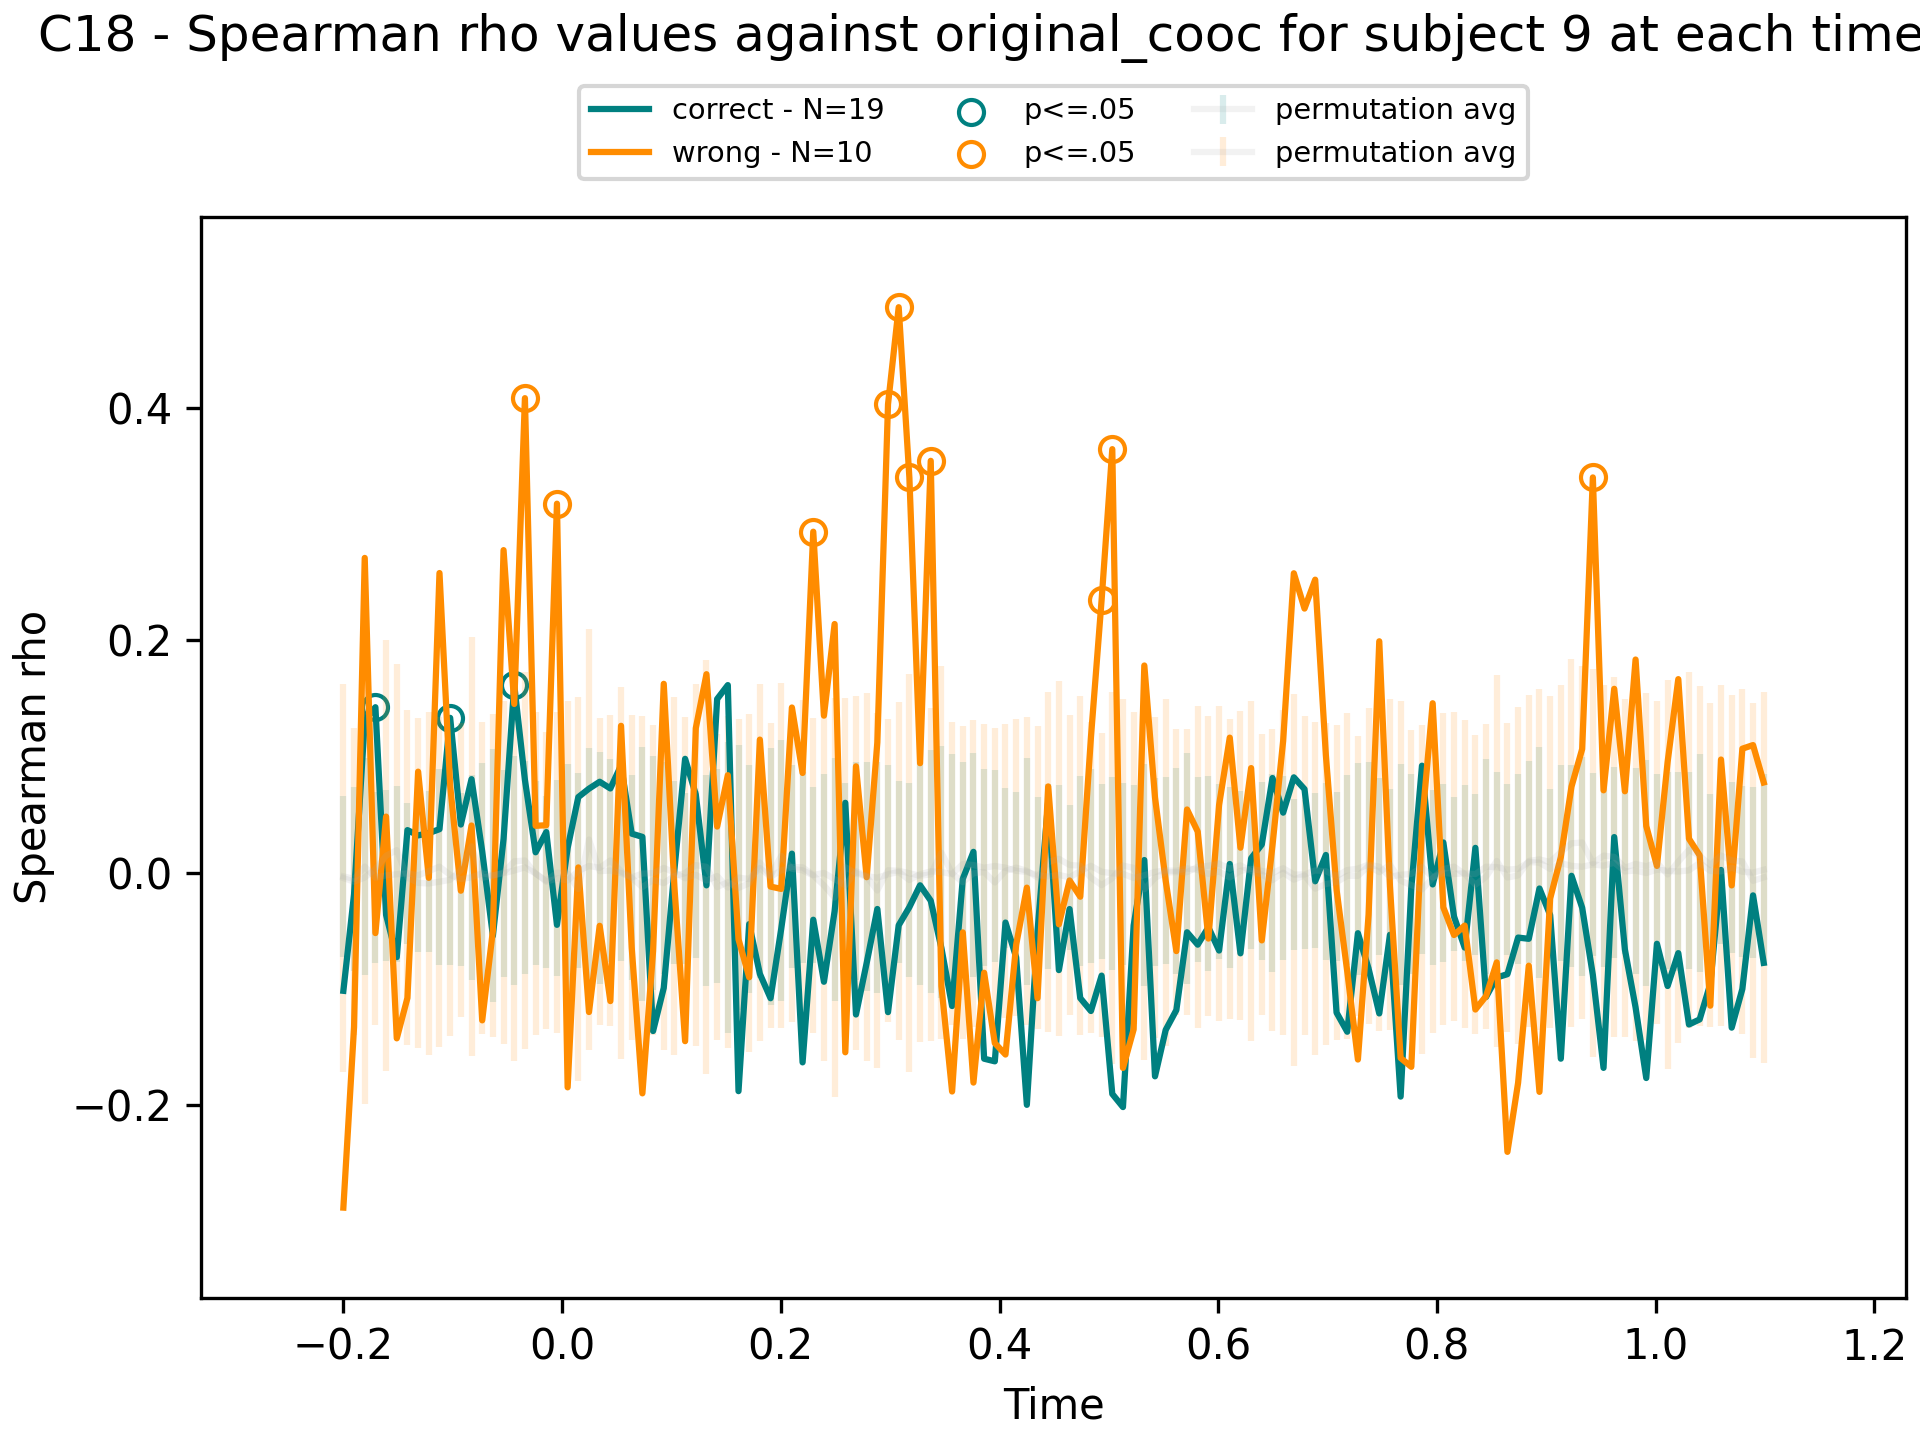 C18 - Spearman rho values against original_cooc for subject 9 at each time
correct - N=19
wrong - N=10
p<=.05
p<=.05
permutation avg
permutation avg
Spearman rho
0.4
0.2
0.0
−0.2
−0.2 0.0 0.2 0.4 0.6 0.8 1.0 1.2
Time